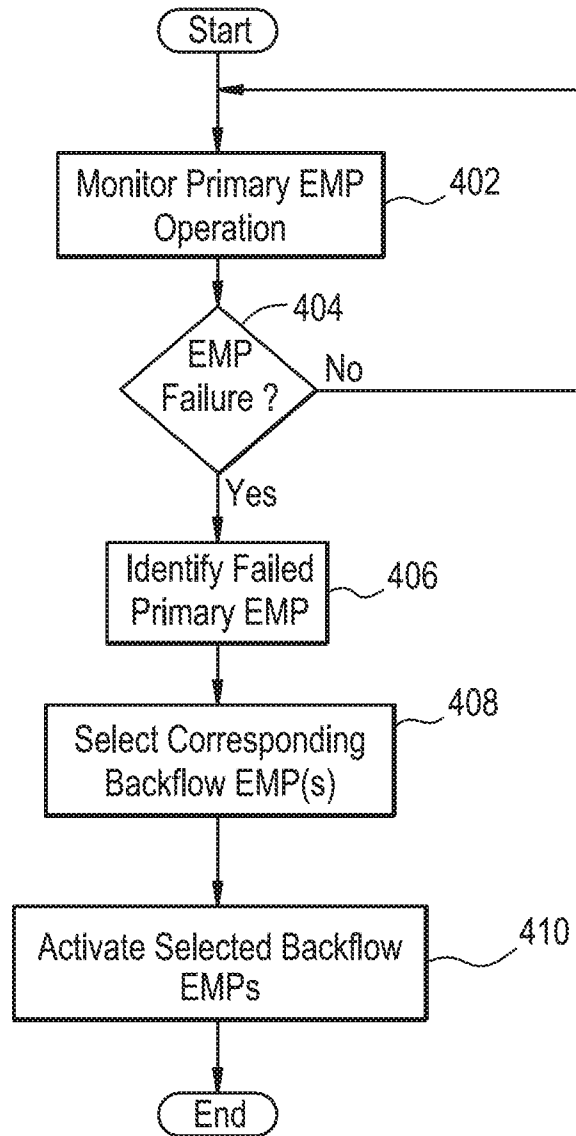 Start
Monitor Primary EMP
Operation
402
404
EMP
Failure ?
No
Yes
Identify Failed
Primary EMP
406
408
Select Corresponding
Backflow EMP(s)
Activate Selected Backflow
EMPs
410
End